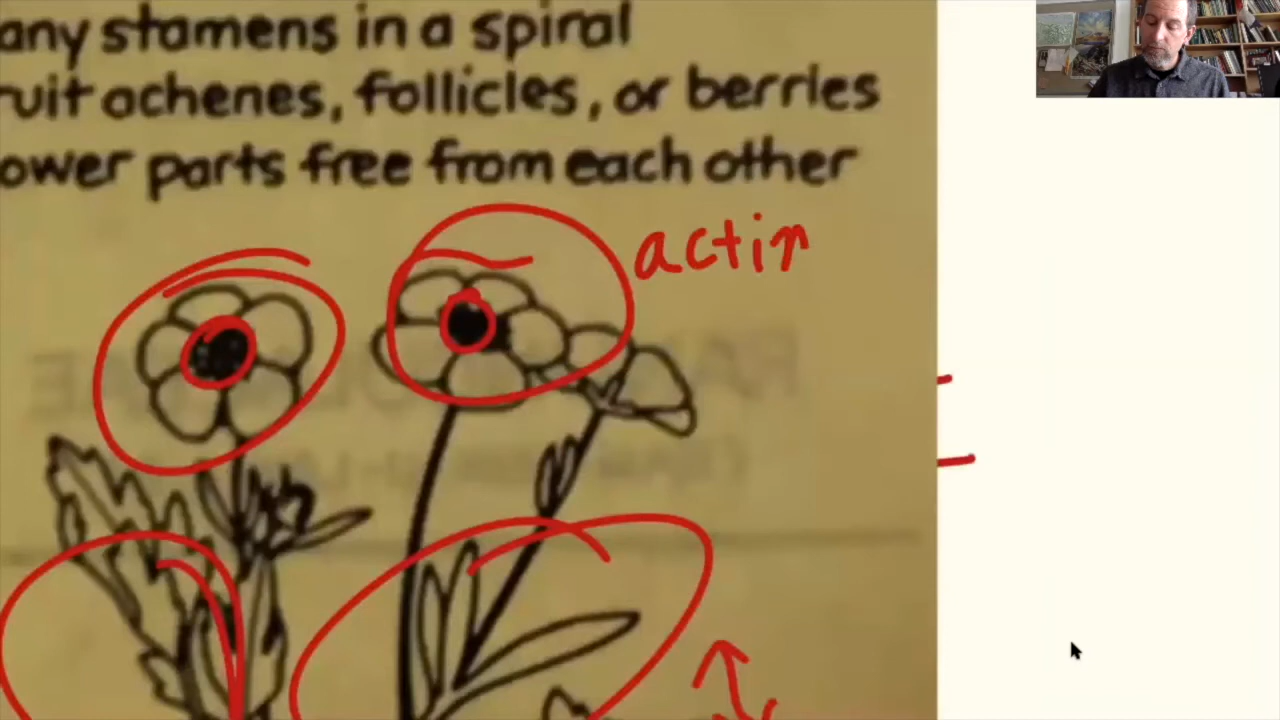 any stamens in a spiral
ruit achenes, follicles, or berries
ower parts free from each other
actin